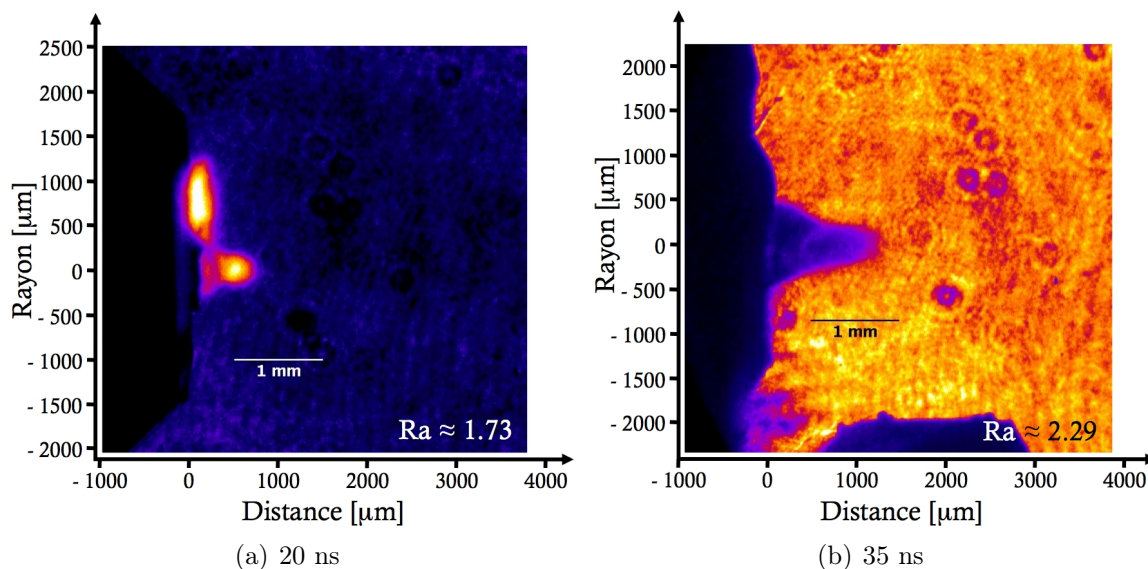 2500
2000
1500
1000
500
0
- 500
- 1000
- 1500
- 2000
Rayon [µm]
1 mm
Ra ≈ 1.73
- 1000 0 1000 2000 3000 4000
Distance [µm]
(a) 20 ns
2000
1500
1000
500
0
- 500
- 1000
- 1500
- 2000
Rayon [µm]
1 mm
Ra ≈ 2.29
- 1000 0 1000 2000 3000 4000
Distance [µm]
(b) 35 ns